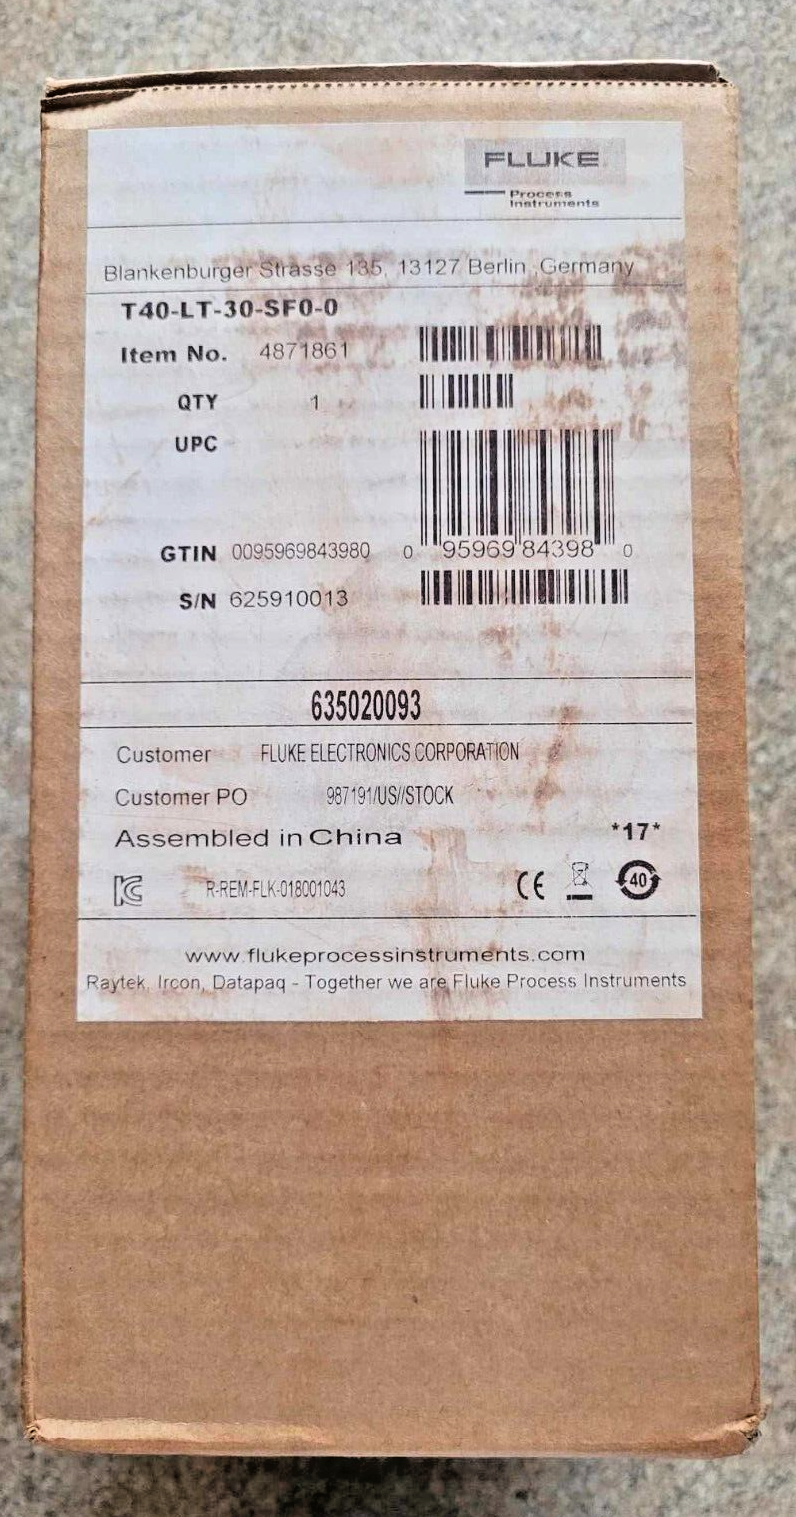 FLUKE
Process
Instruments
Blankenburger Strasse 135, 13127 Berlin ,Germany
T40-LT-30-SF0-0
Item No. 4871861
QTY 1
UPC
GTIN 0095969843980 0 95969 84398 0
S/N 625910013
635020093
Customer FLUKE ELECTRONICS CORPORATION
Customer PO 987191/US//STOCK
Assembled in China *17*
R-REM-FLK-018001043 CE 40
www.flukeprocessinstruments.com
Raytek, Ircon, Datapaq - Together we are Fluke Process Instruments